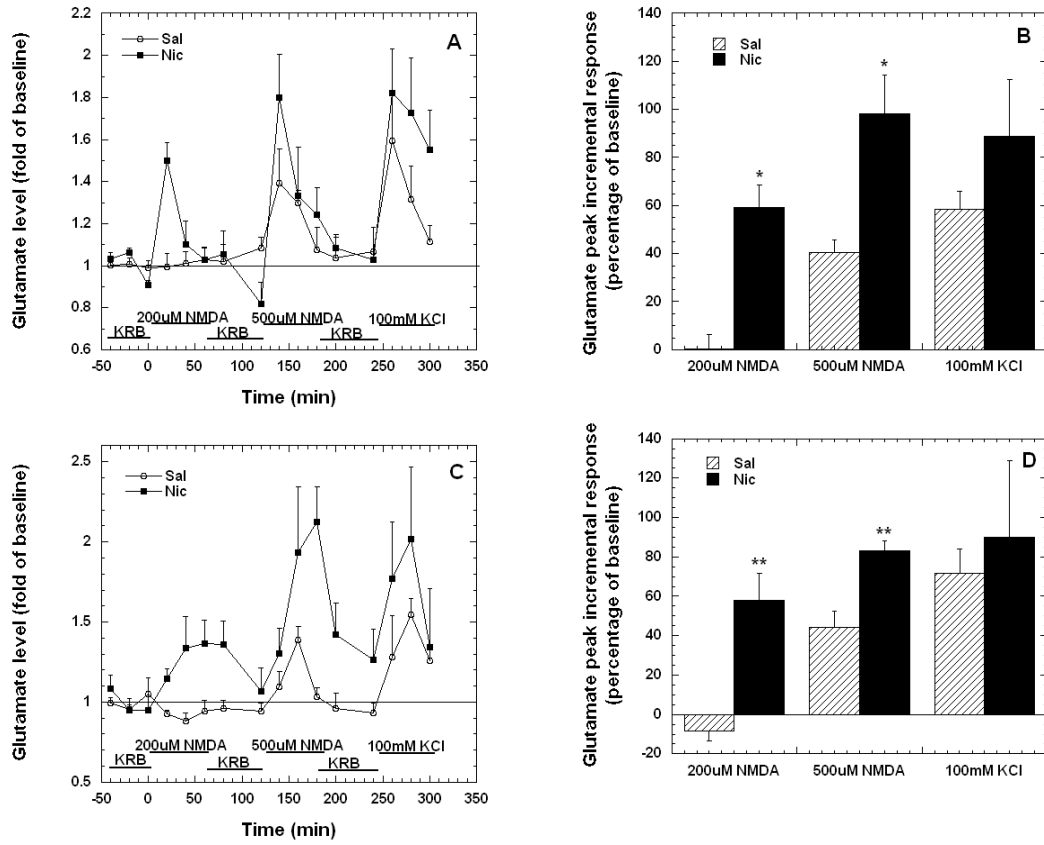 A
Sal
Nic
Glutamate level (fold of baseline)
2.2
2
1.8
1.6
1.4
1.2
1
0.8
0.6
200uM NMDA
500uM NMDA
100mM KCl
KRB
KRB
KRB
-50 0 50 100 150 200 250 300 350
Time (min)
B
Sal
Nic
Glutamate peak incremental response
(percentage of baseline)
140
120
100
80
60
40
20
0
*
*
200uM NMDA
500uM NMDA
100mM KCl
C
Sal
Nic
Glutamate level (fold of baseline)
2.5
2
1.5
1
0.5
200uM NMDA
500uM NMDA
100mM KCl
KRB
KRB
KRB
-50 0 50 100 150 200 250 300 350
Time (min)
D
Sal
Nic
Glutamate peak incremental response
(percentage of baseline)
140
120
100
80
60
40
20
0
-20
**
**
200uM NMDA
500uM NMDA
100mM KCl